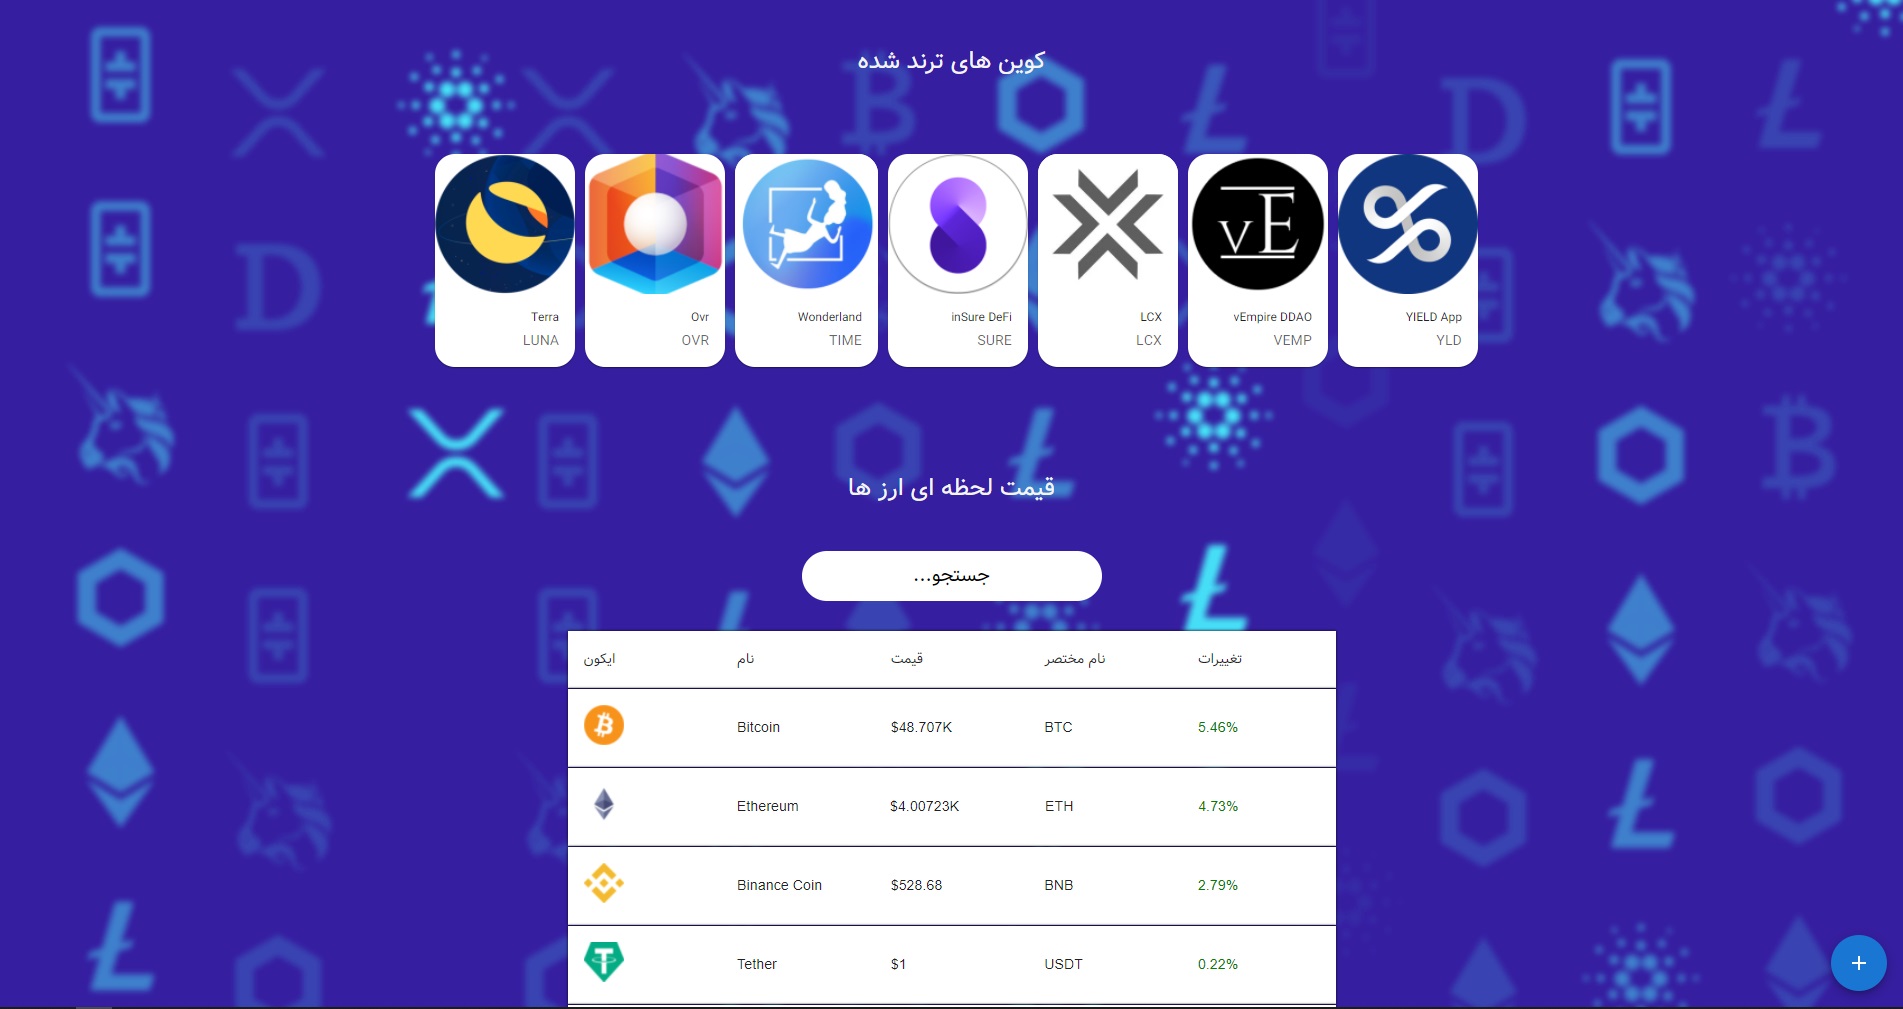 کوین های ترند شده
vE
Terra
LUNA
Ovr
OVR
Wonderland
TIME
inSure DeFi
SURE
LCX
LCX
vEmpire DDAO
VEMP
YIELD App
YLD
قیمت لحظه ای ارز ها
جستجو...
ایکون نام قیمت نام مختصر تغییرات
Bitcoin $48.707K BTC 5.46%
Ethereum $4.00723K ETH 4.73%
Binance Coin $528.68 BNB 2.79%
Tether $1 USDT 0.22%
+